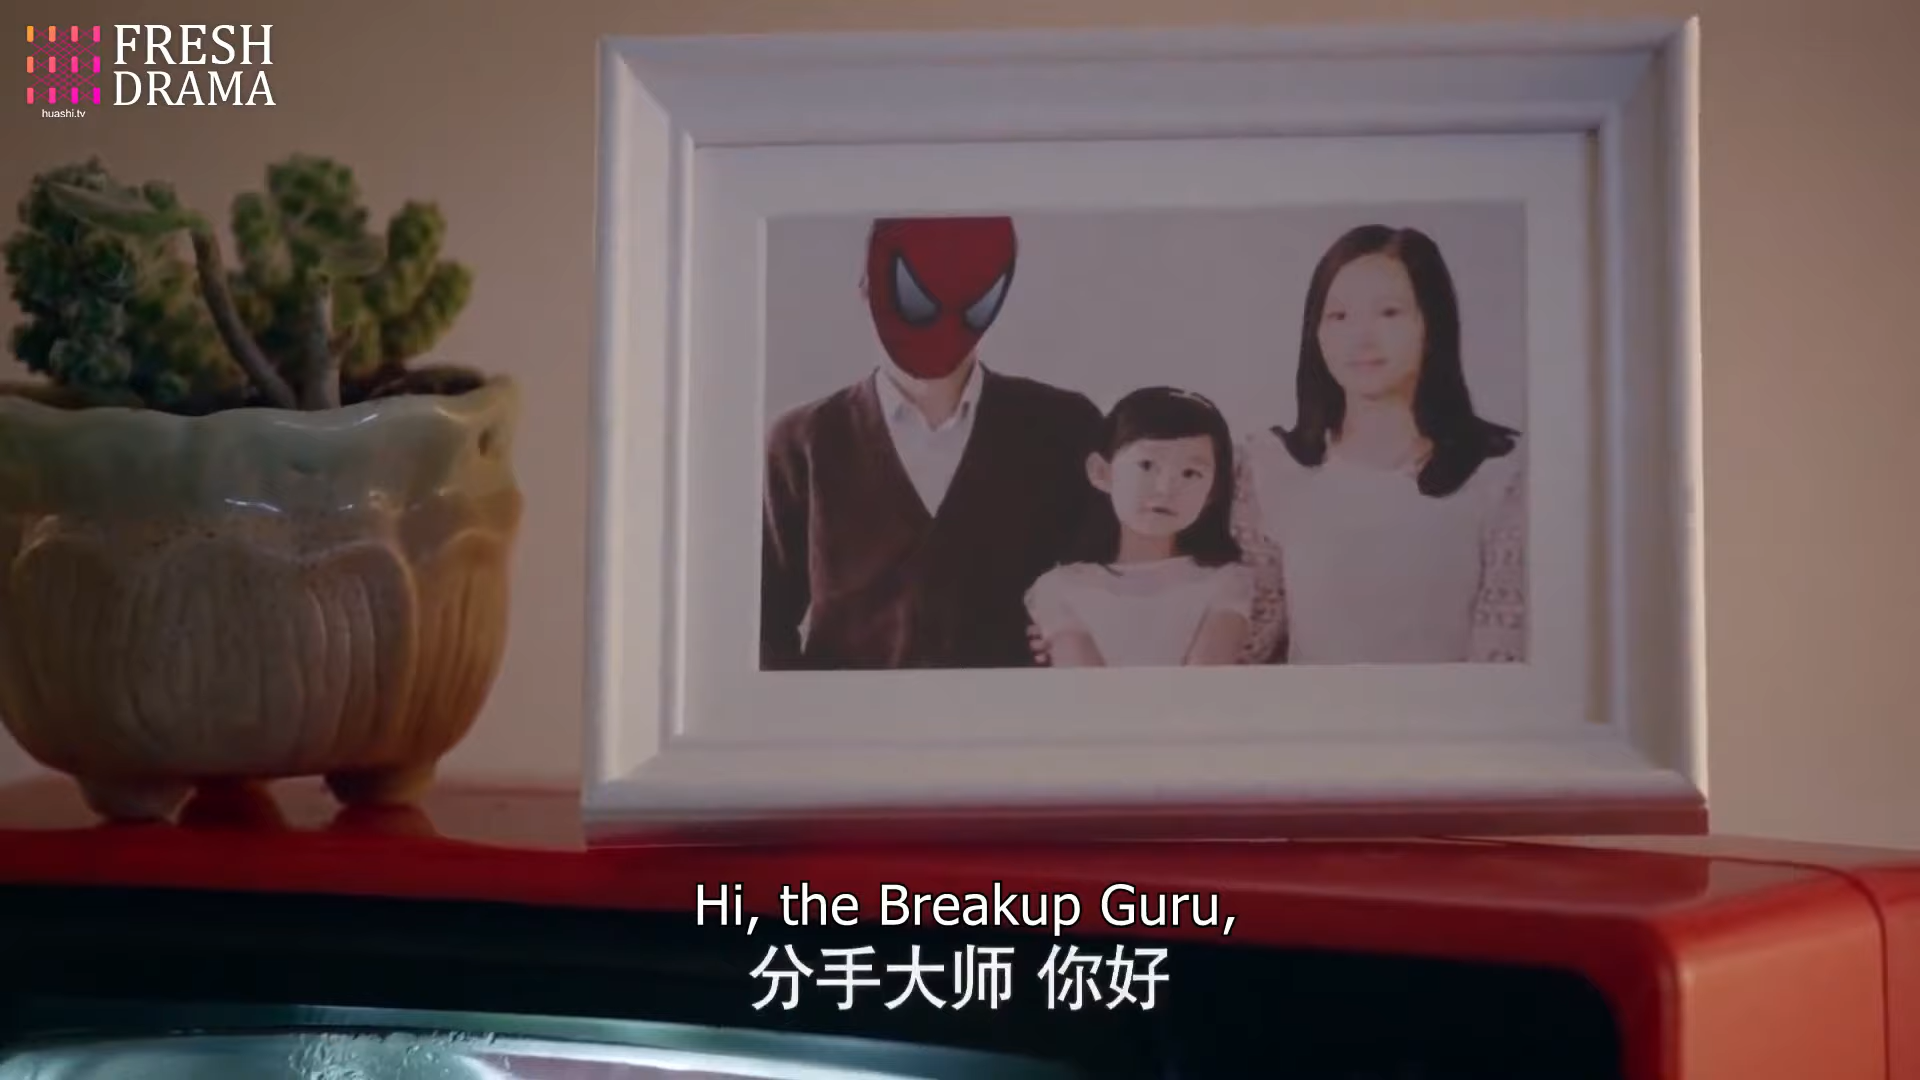 FRESH
DRAMA
huashi.tv
Hi, the Breakup Guru,
分手大师 你好